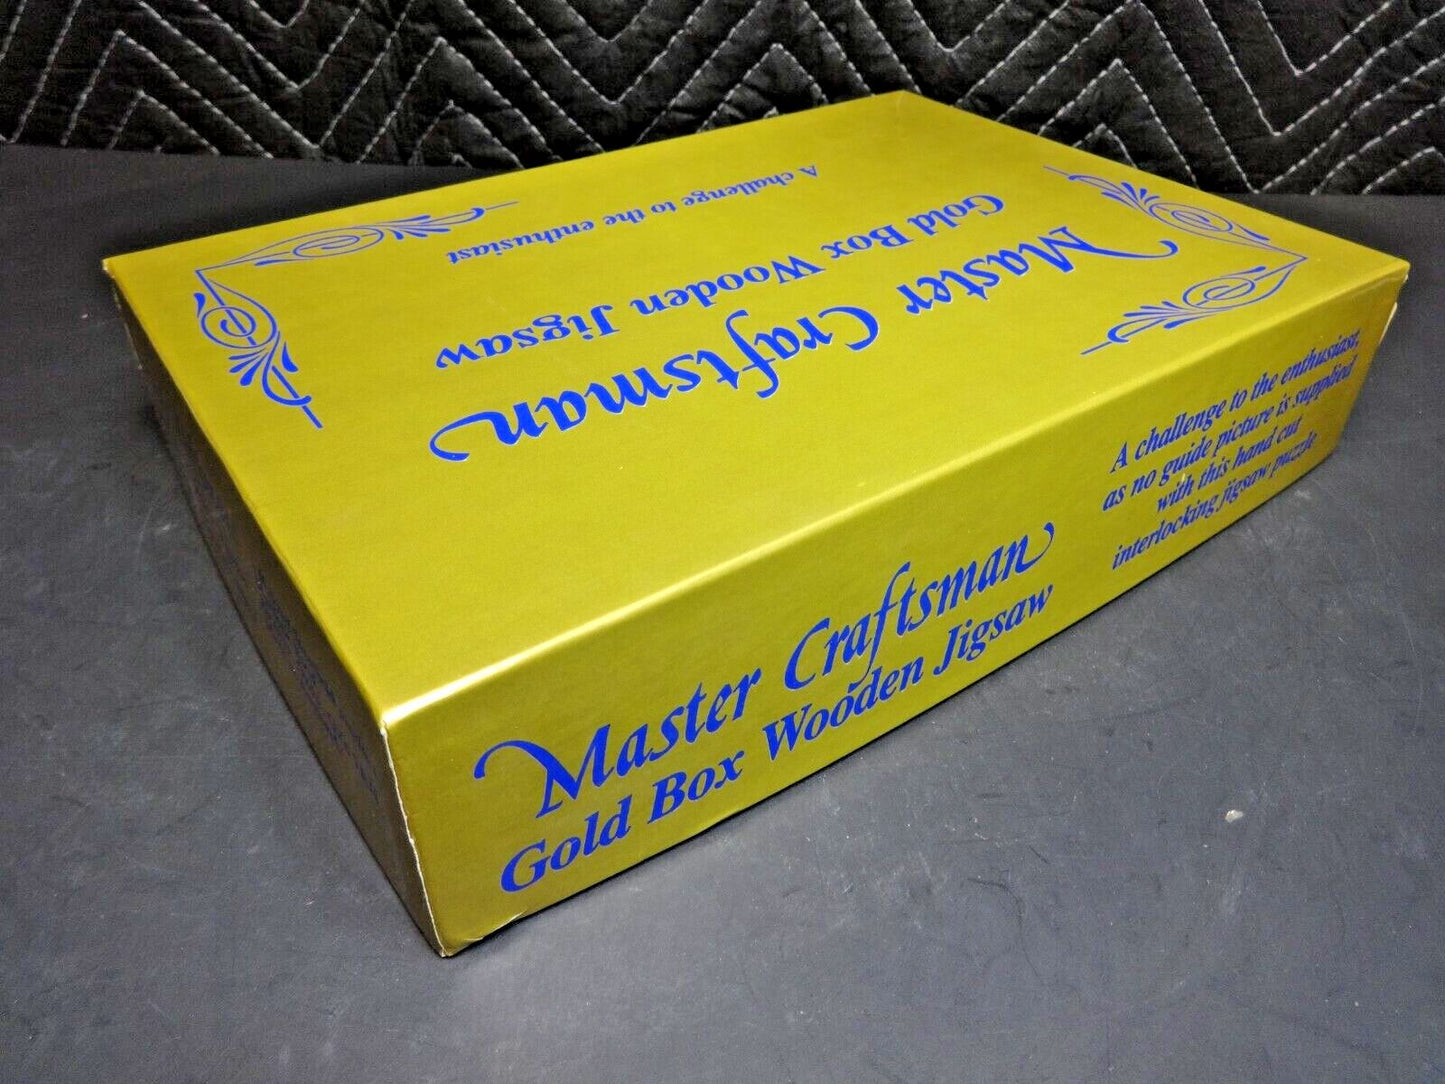 Master Craftsman
Gold Box Wooden Jigsaw
A challenge to the enthusiast
Master Craftsman
Gold Box Wooden Jigsaw
A challenge to the enthusiast,
as no guide picture is supplied
with this hand cut
interlocking jigsaw puzzle